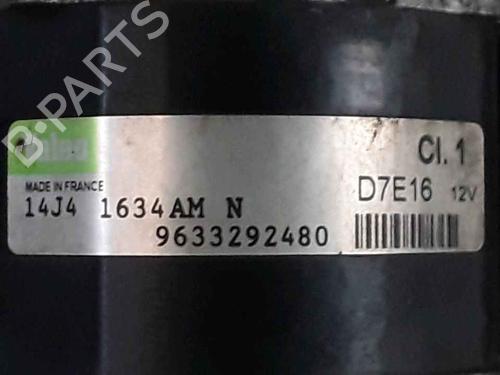 B-PARTS
Valeo
Cl. 1
MADE IN FRANCE
D7E16 12V
14J4 1634AM N
9633292480